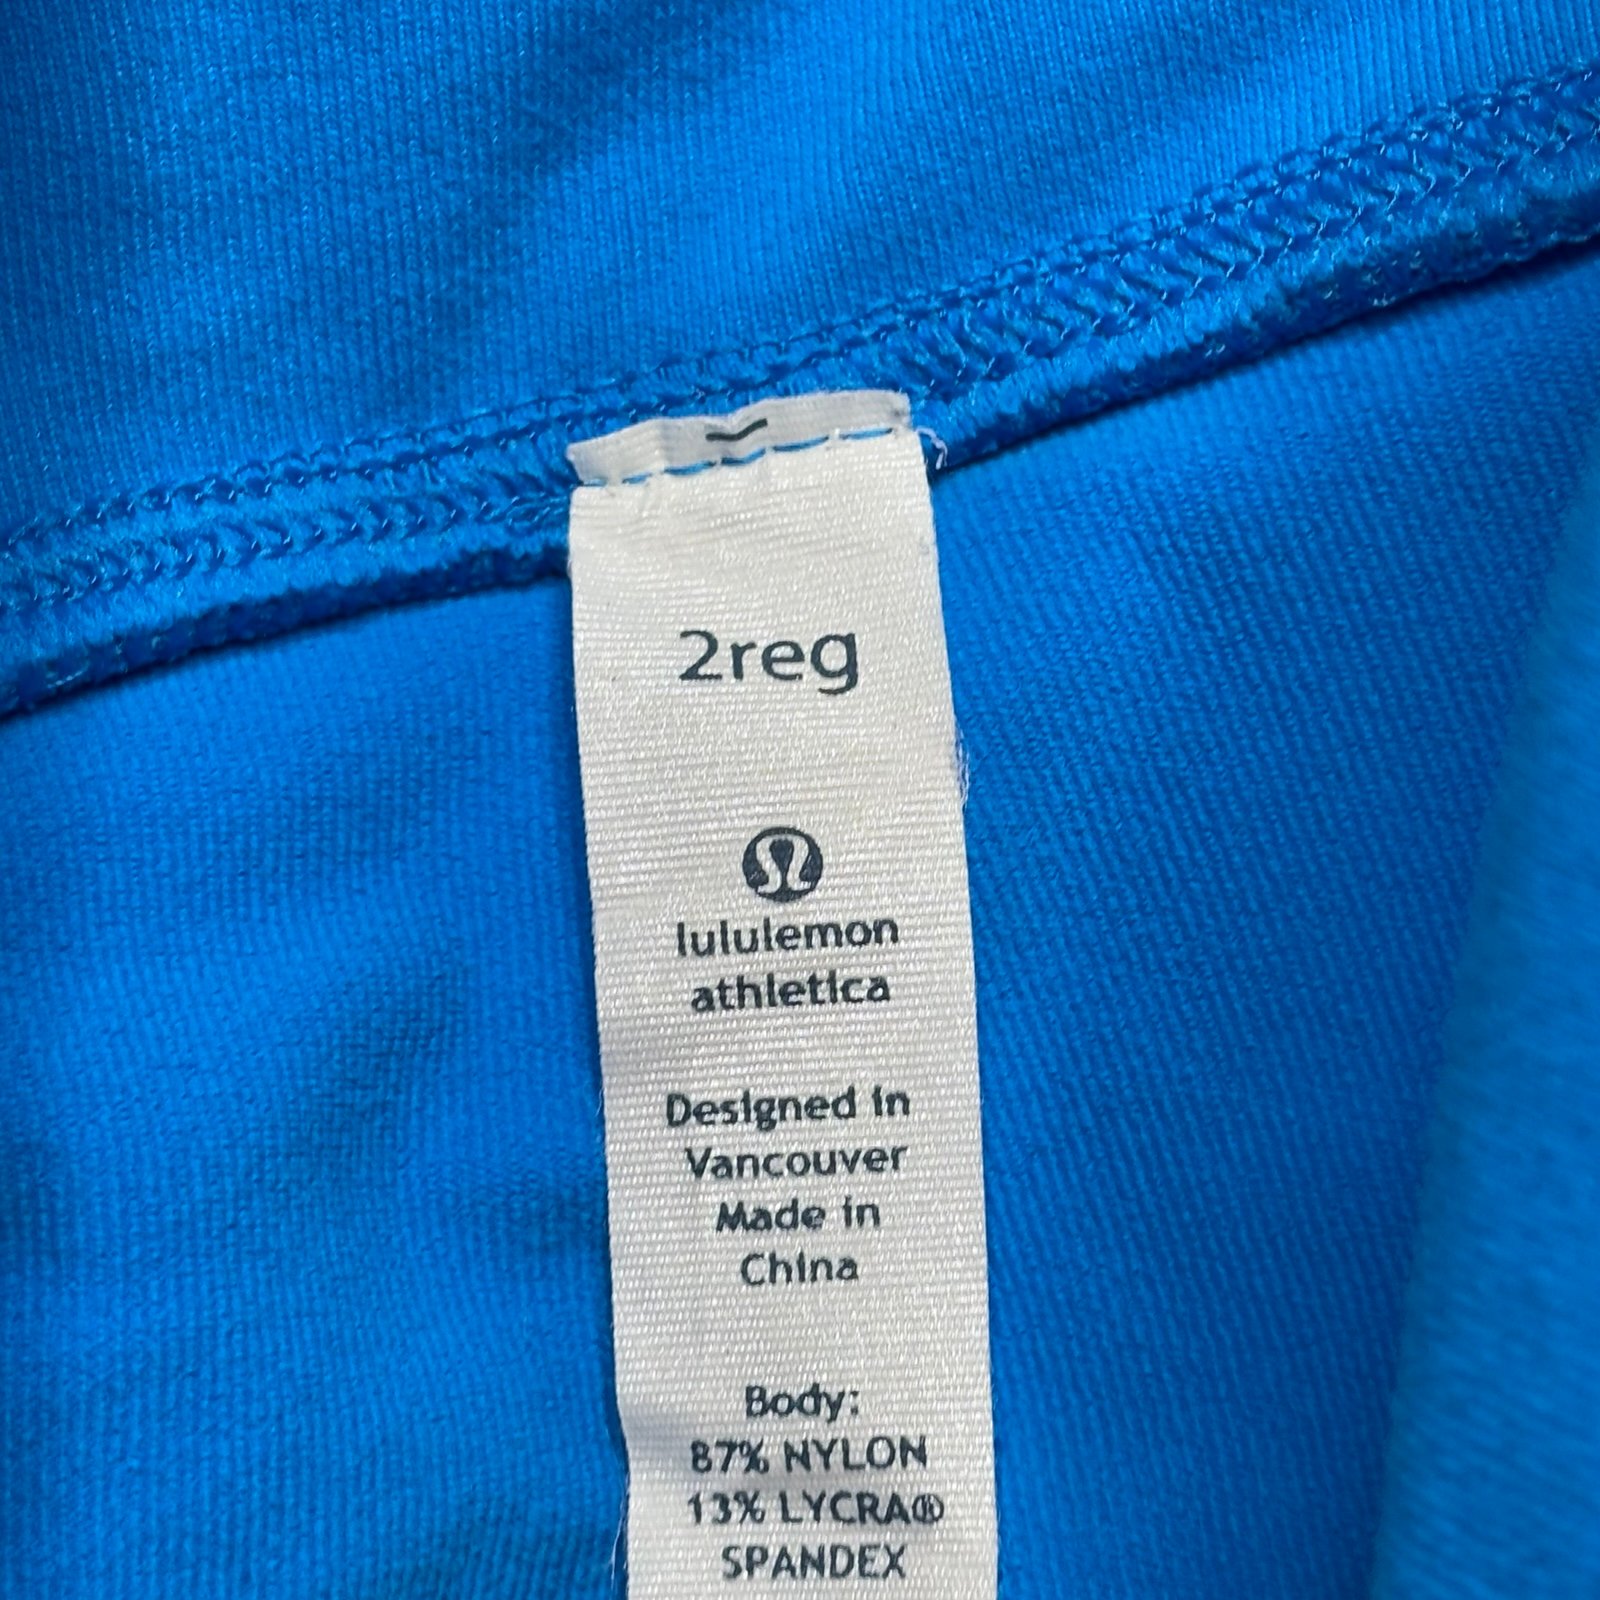 2reg
lululemon
athletica
Designed in
Vancouver
Made in
China
Body:
87% NYLON
13% LYCRA®
SPANDEX